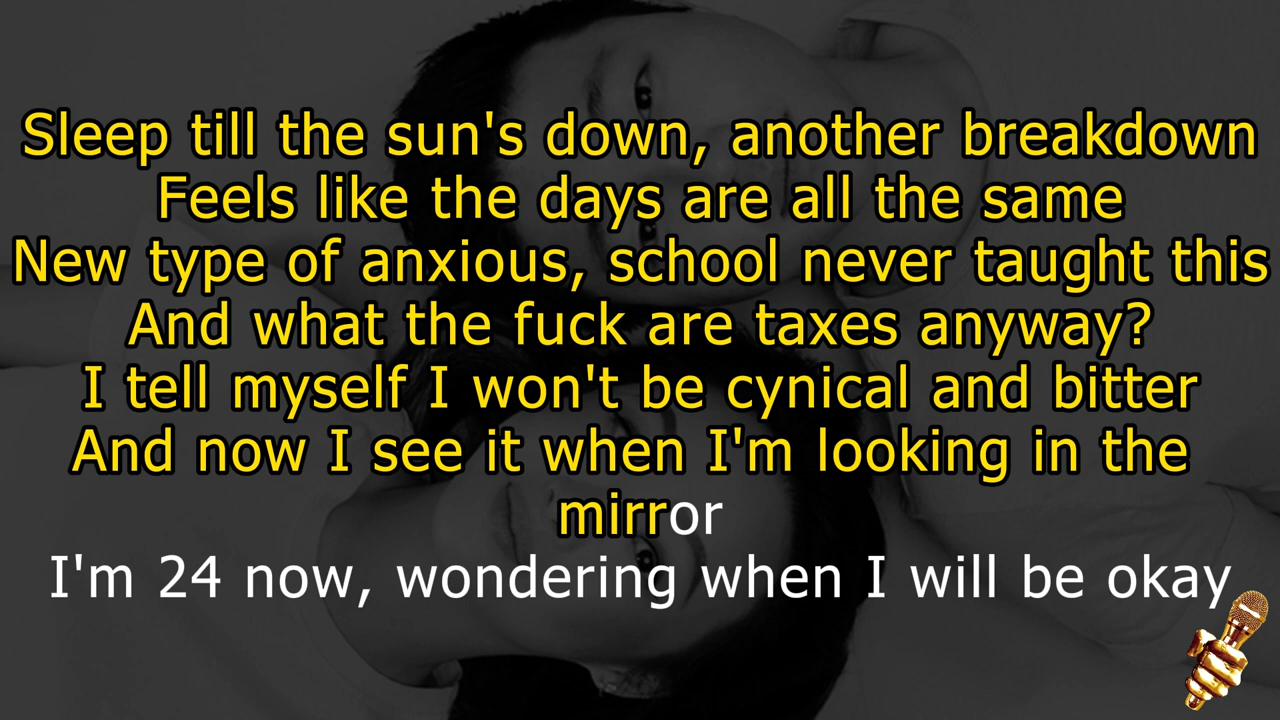 Sleep till the sun's down, another breakdown
Feels like the days are all the same
New type of anxious, school never taught this
And what the fuck are taxes anyway?
I tell myself I won't be cynical and bitter
And now I see it when I'm looking in the
mirror
I'm 24 now, wondering when I will be okay